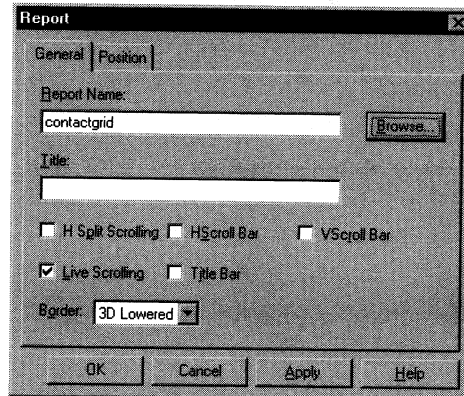 Report
General Position
Report Name:
contactgrid
Browse...
Title:
H Split Scrolling HScroll Bar VScroll Bar
Live Scrolling Title Bar
Border: 3D Lowered
OK Cancel Apply Help